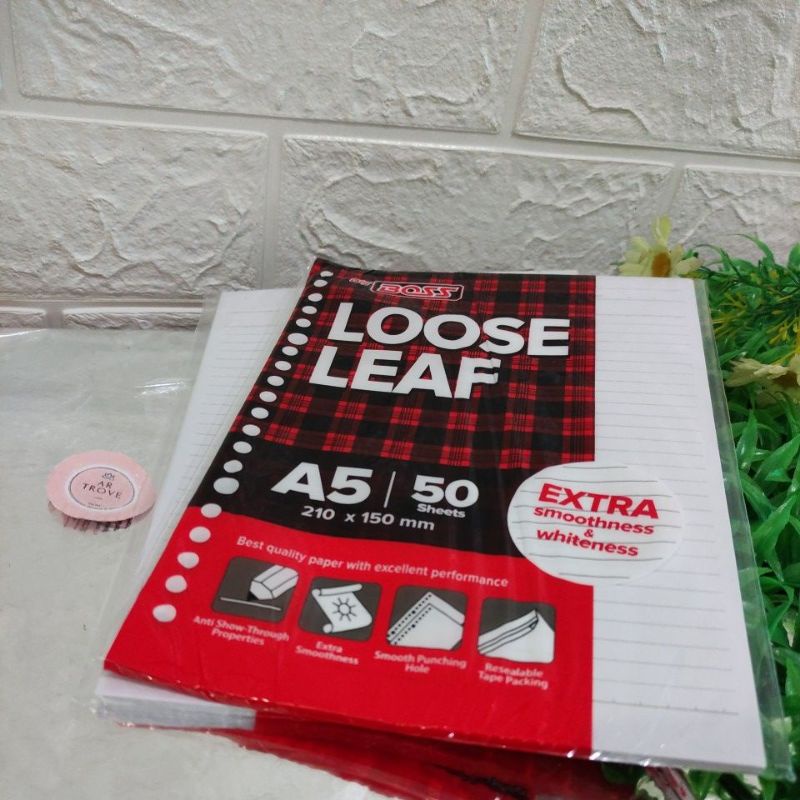 By BOSS
LOOSE
LEAF
A5 | 50
Sheets
210 x 150 mm
EXTRA
smoothness
&
whiteness
Best quality paper with excellent performance
Anti Show-Through
Properties
Extra
Smoothness
Smooth Punching
Hole
Resealable
Tape Packing
AR
TROVE